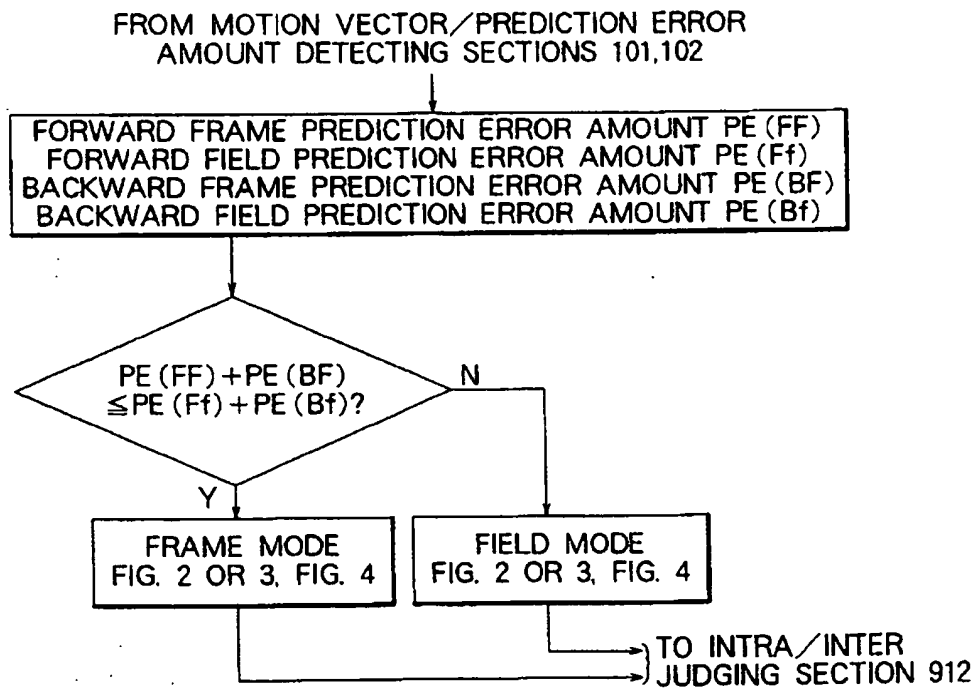 FROM MOTION VECTOR/PREDICTION ERROR
AMOUNT DETECTING SECTIONS 101,102
FORWARD FRAME PREDICTION ERROR AMOUNT PE(FF)
FORWARD FIELD PREDICTION ERROR AMOUNT PE(Ff)
BACKWARD FRAME PREDICTION ERROR AMOUNT PE(BF)
BACKWARD FIELD PREDICTION ERROR AMOUNT PE(Bf)
PE(FF)+PE(BF)
≦PE(Ff)+PE(Bf)?
N
Y
FRAME MODE
FIG. 2 OR 3, FIG. 4
FIELD MODE
FIG. 2 OR 3, FIG. 4
TO INTRA/INTER
JUDGING SECTION 912